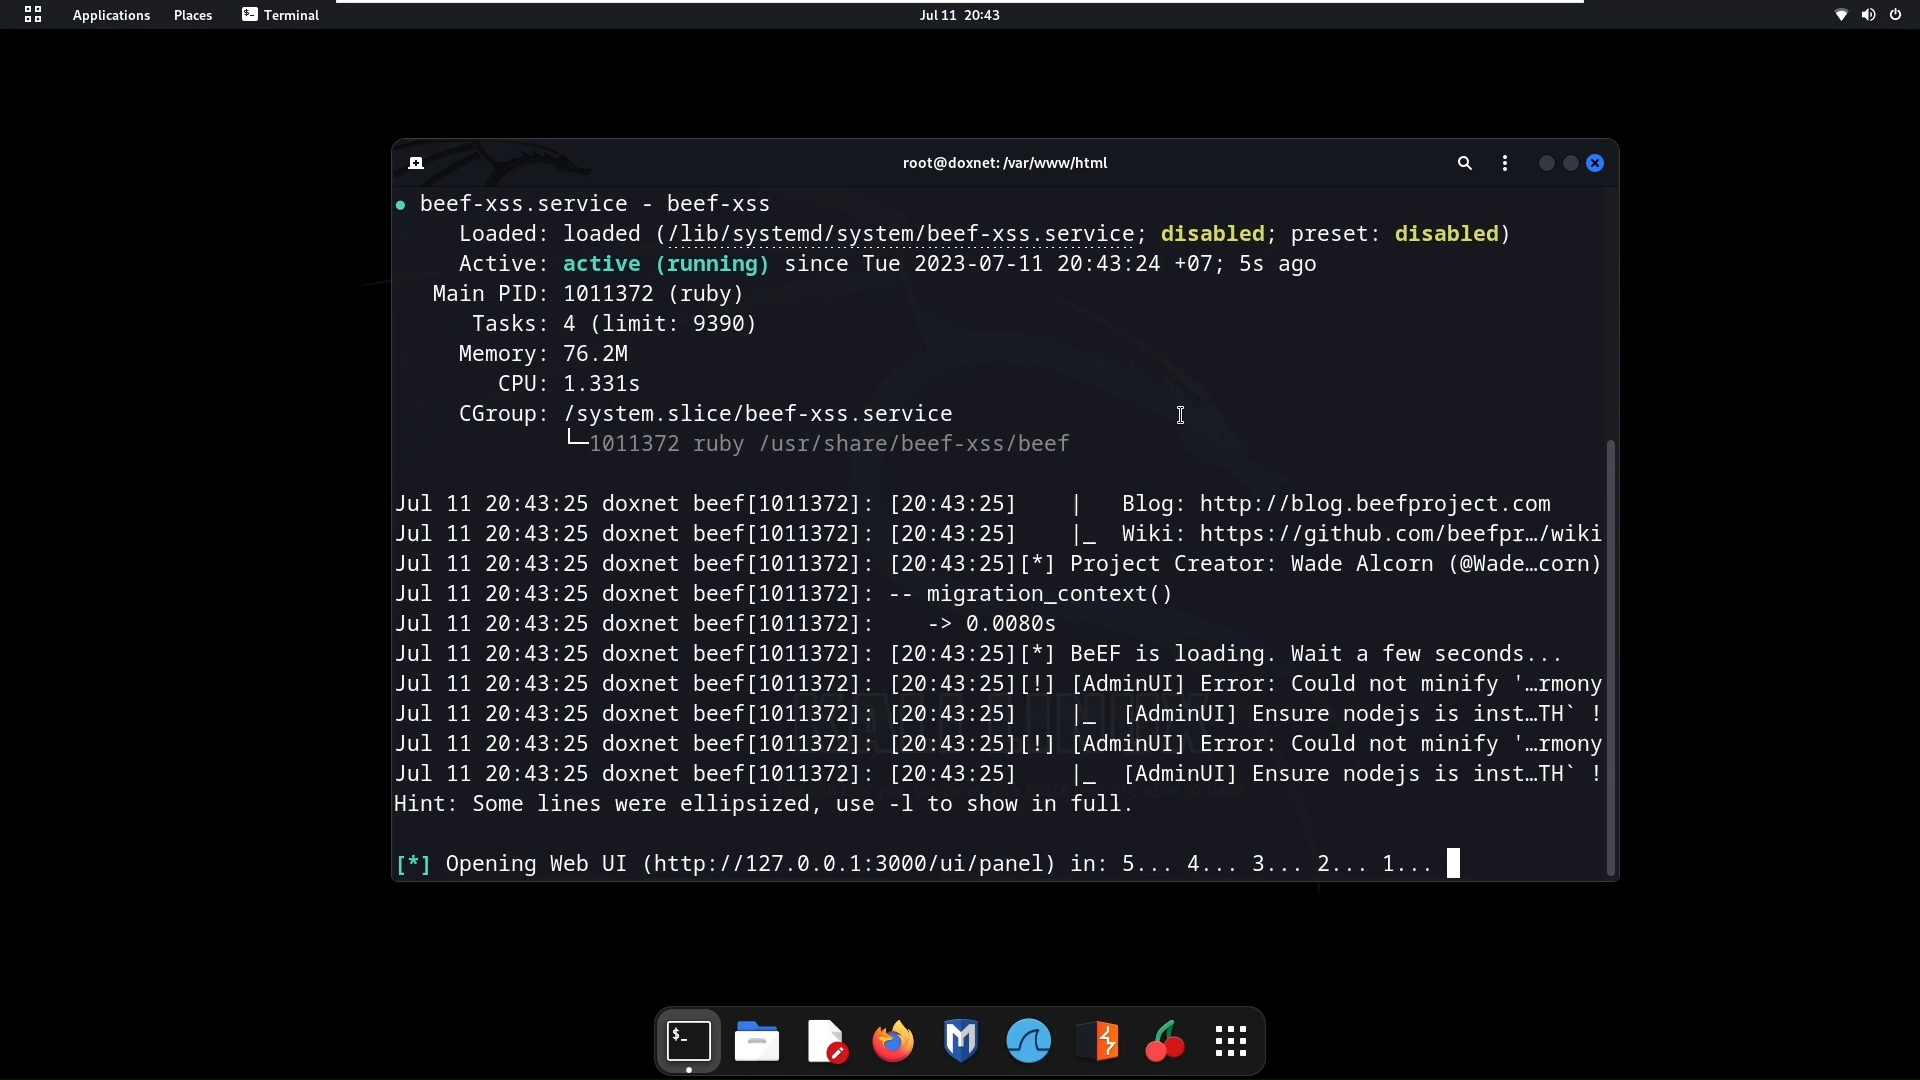 Applications Places Terminal Jul 11 20:43
root@doxnet: /var/www/html
● beef-xss.service - beef-xss
Loaded: loaded (/lib/systemd/system/beef-xss.service; disabled; preset: disabled)
Active: active (running) since Tue 2023-07-11 20:43:24 +07; 5s ago
Main PID: 1011372 (ruby)
Tasks: 4 (limit: 9390)
Memory: 76.2M
CPU: 1.331s
CGroup: /system.slice/beef-xss.service
└─1011372 ruby /usr/share/beef-xss/beef
Jul 11 20:43:25 doxnet beef[1011372]: [20:43:25]    |   Blog: http://blog.beefproject.com
Jul 11 20:43:25 doxnet beef[1011372]: [20:43:25]    |_  Wiki: https://github.com/beefpr…/wiki
Jul 11 20:43:25 doxnet beef[1011372]: [20:43:25][*] Project Creator: Wade Alcorn (@Wade…corn)
Jul 11 20:43:25 doxnet beef[1011372]: -- migration_context()
Jul 11 20:43:25 doxnet beef[1011372]:    -> 0.0080s
Jul 11 20:43:25 doxnet beef[1011372]: [20:43:25][*] BeEF is loading. Wait a few seconds...
Jul 11 20:43:25 doxnet beef[1011372]: [20:43:25][!] [AdminUI] Error: Could not minify '…rmony
Jul 11 20:43:25 doxnet beef[1011372]: [20:43:25]    |_  [AdminUI] Ensure nodejs is inst…TH` !
Jul 11 20:43:25 doxnet beef[1011372]: [20:43:25][!] [AdminUI] Error: Could not minify '…rmony
Jul 11 20:43:25 doxnet beef[1011372]: [20:43:25]    |_  [AdminUI] Ensure nodejs is inst…TH` !
Hint: Some lines were ellipsized, use -l to show in full.
[*] Opening Web UI (http://127.0.0.1:3000/ui/panel) in: 5... 4... 3... 2... 1...